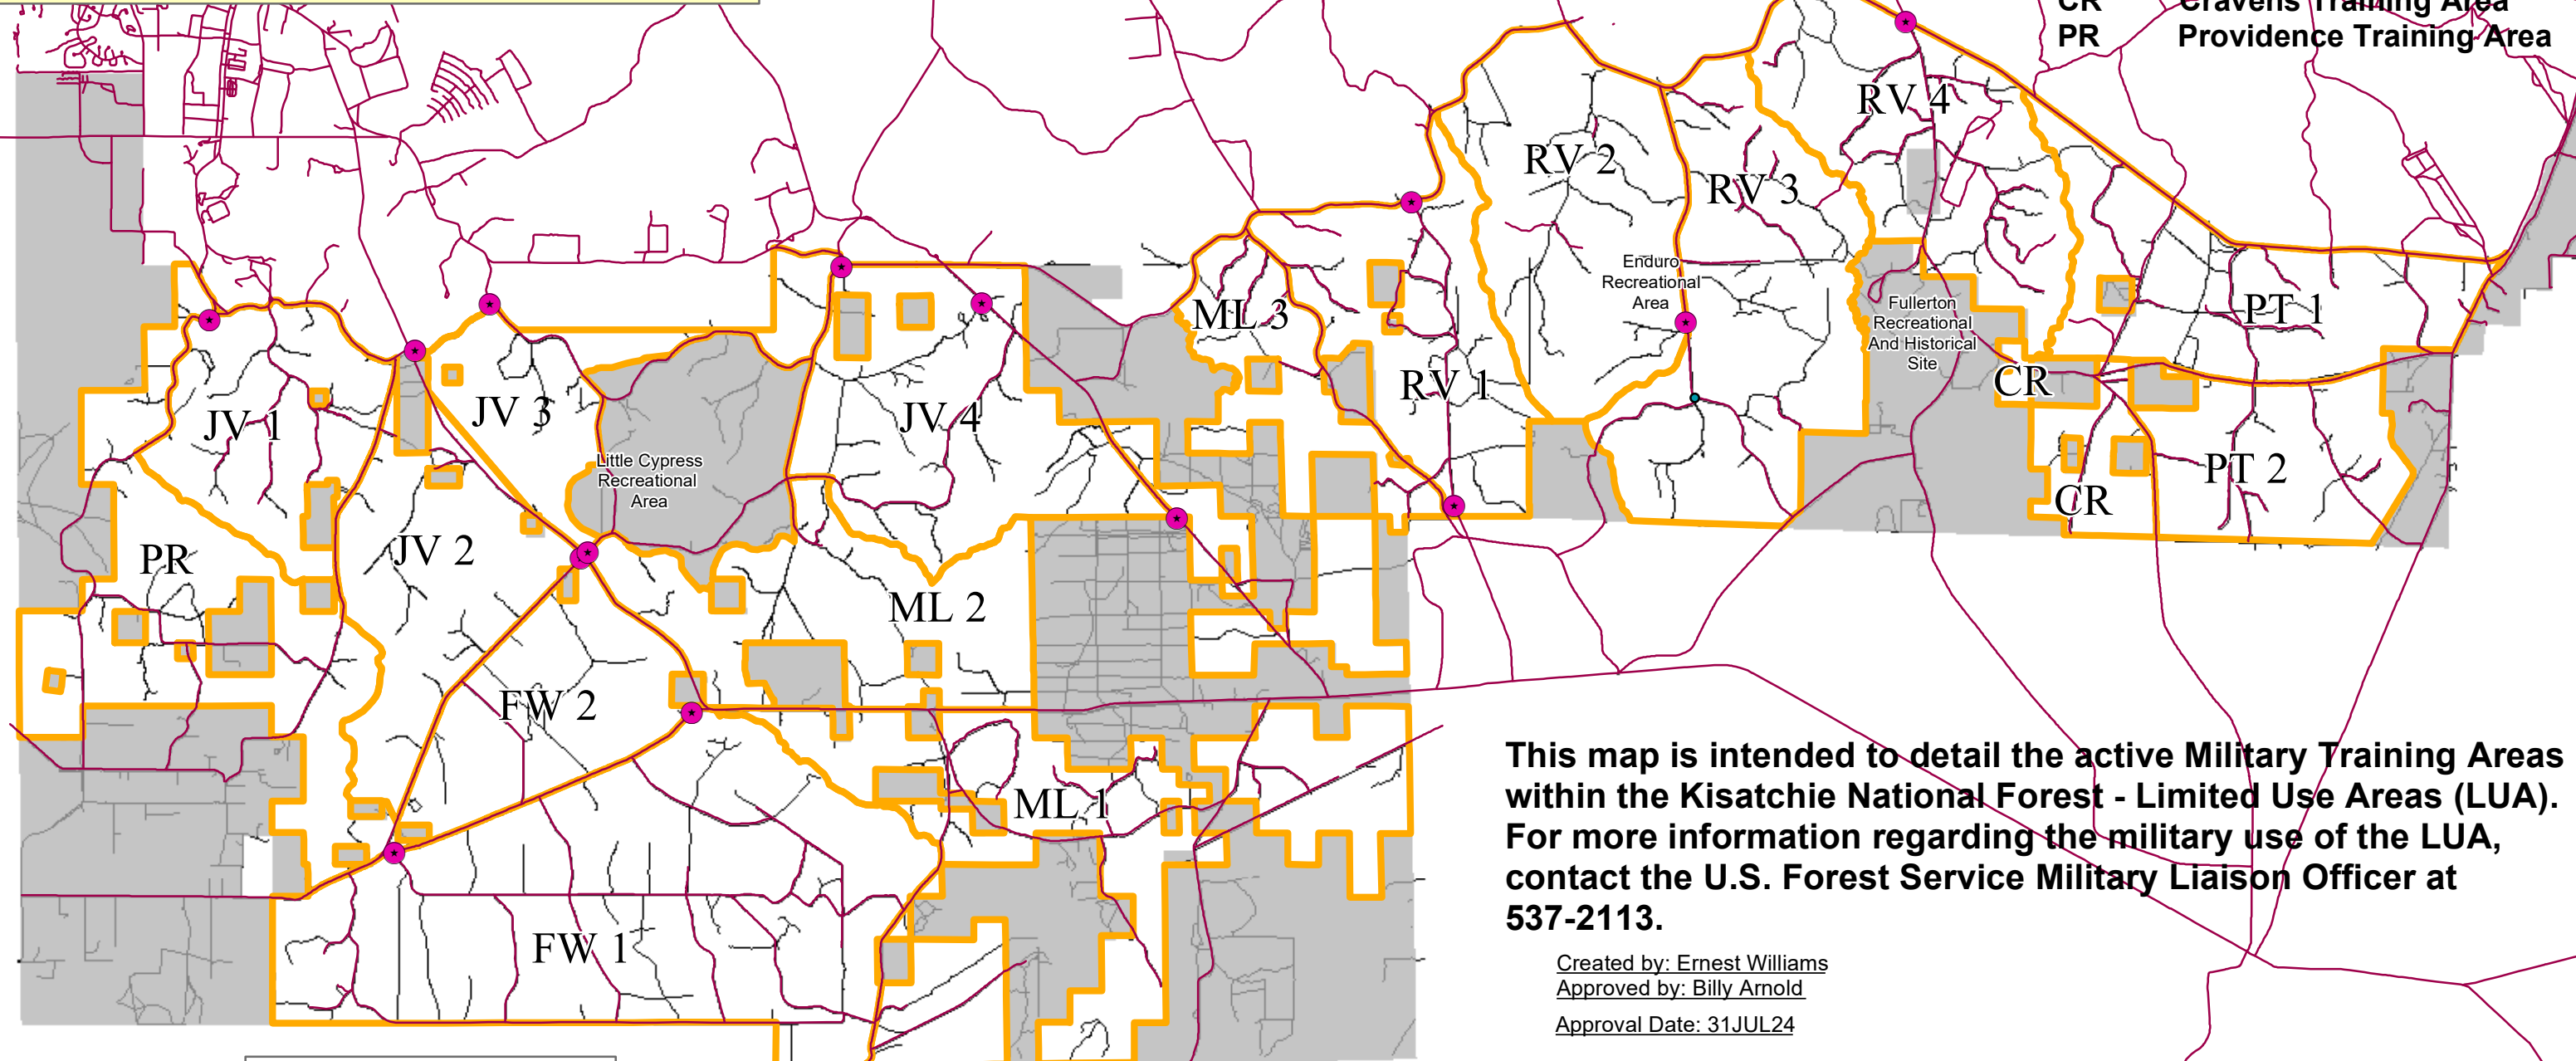 CR Cravens Training Area
PR Providence Training Area
RV 4
RV 2
RV 3
Enduro
Recreational
Area
ML 3
Fullerton
Recreational
And Historical
Site
PT 1
RV 1
CR
JV 3
JV 4
JV 1
Little Cypress
Recreational
Area
PT 2
CR
JV 2
PR
ML 2
FW 2
ML 1
FW 1
This map is intended to detail the active Military Training Areas
within the Kisatchie National Forest - Limited Use Areas (LUA).
For more information regarding the military use of the LUA,
contact the U.S. Forest Service Military Liaison Officer at
537-2113.
Created by: Ernest Williams
Approved by: Billy Arnold
Approval Date: 31JUL24